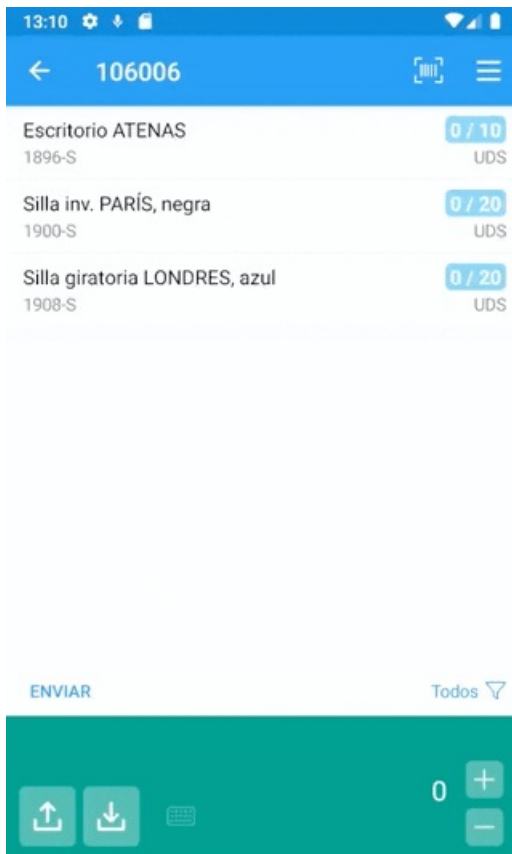 13:10
106006
Escritorio ATENAS
0 / 10
1896-S
UDS
Silla inv. PARÍS, negra
0 / 20
1900-S
UDS
Silla giratoria LONDRES, azul
0 / 20
1908-S
UDS
ENVIAR
Todos
0